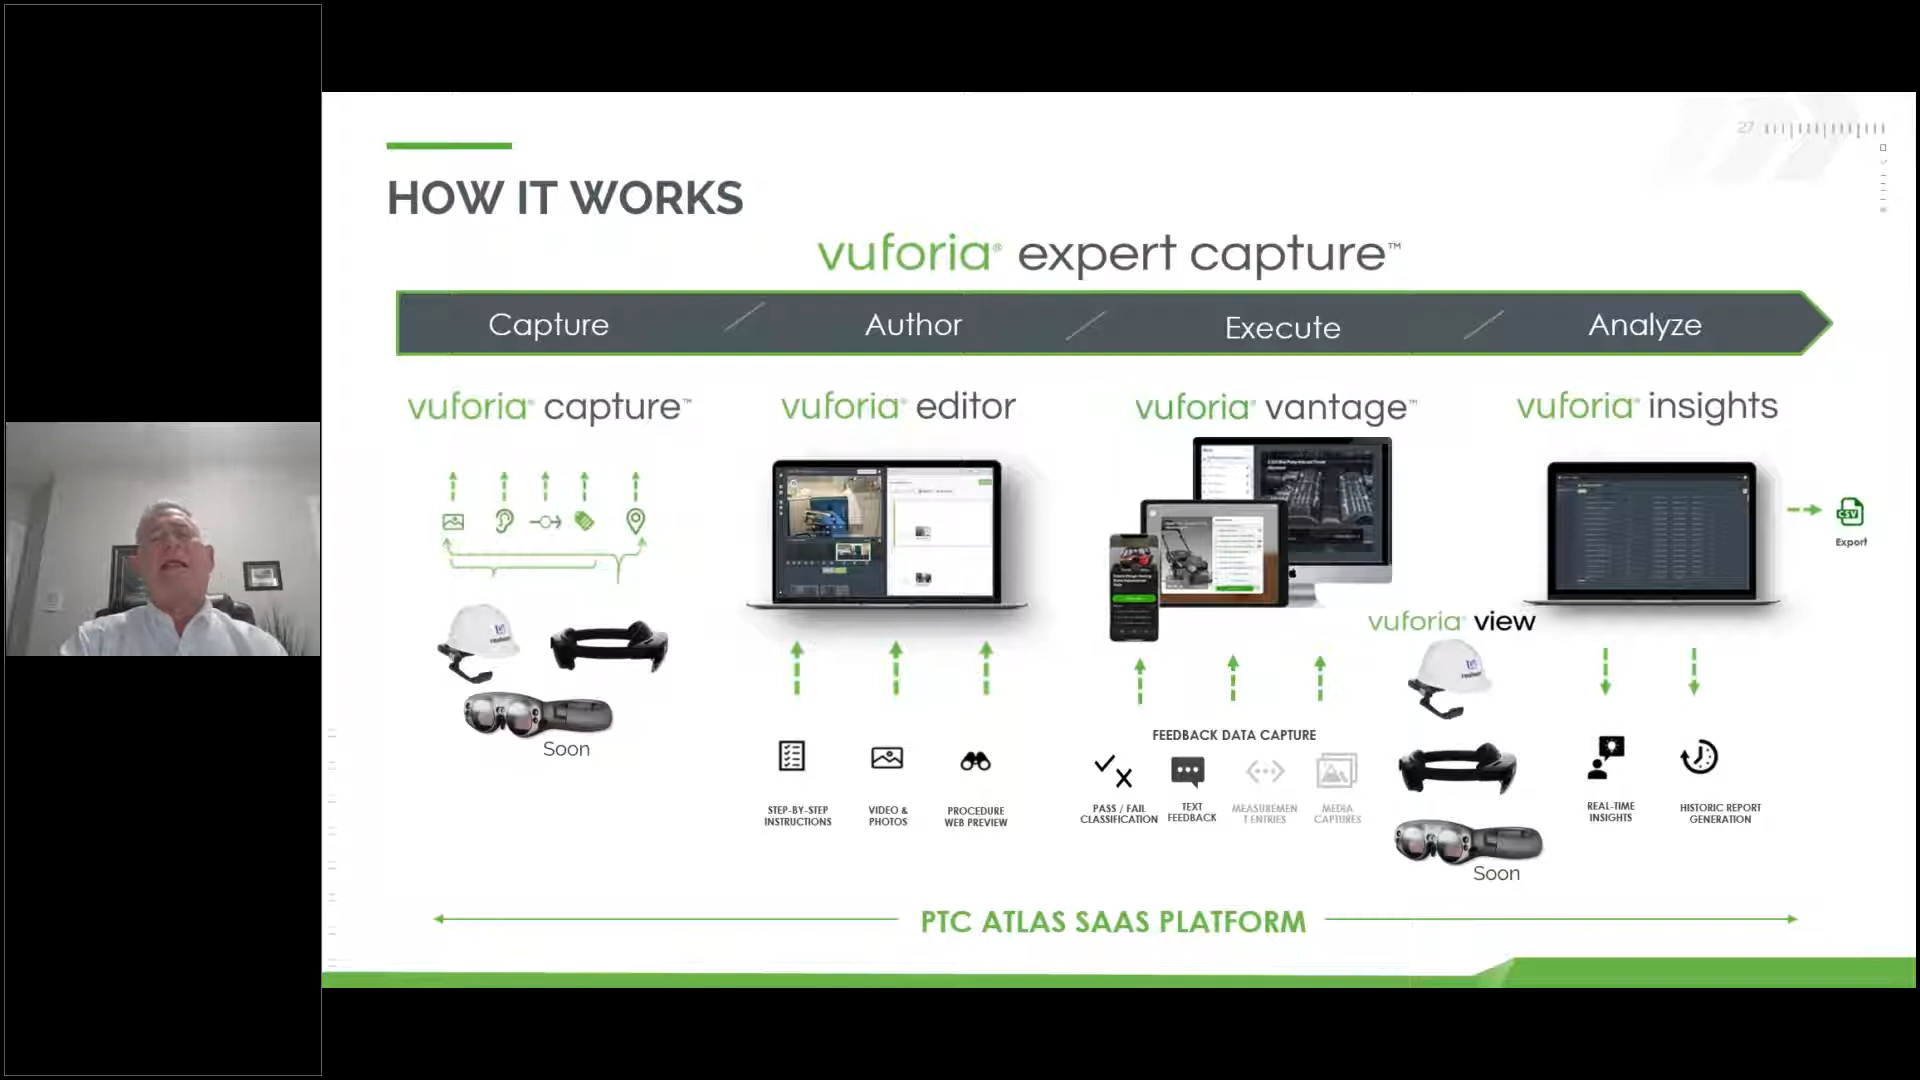 27
HOW IT WORKS
vuforia® expert capture™
Capture
Author
Execute
Analyze
vuforia® capture™
vuforia® editor
vuforia® vantage™
vuforia® insights
CSV
Export
vuforia® view
Soon
FEEDBACK DATA CAPTURE
STEP-BY-STEP
INSTRUCTIONS
VIDEO &
PHOTOS
PROCEDURE
WEB PREVIEW
PASS / FAIL
CLASSIFICATION
TEXT
FEEDBACK
MEASUREMEN
T ENTRIES
MEDIA
CAPTURES
REAL-TIME
INSIGHTS
HISTORIC REPORT
GENERATION
Soon
PTC ATLAS SAAS PLATFORM